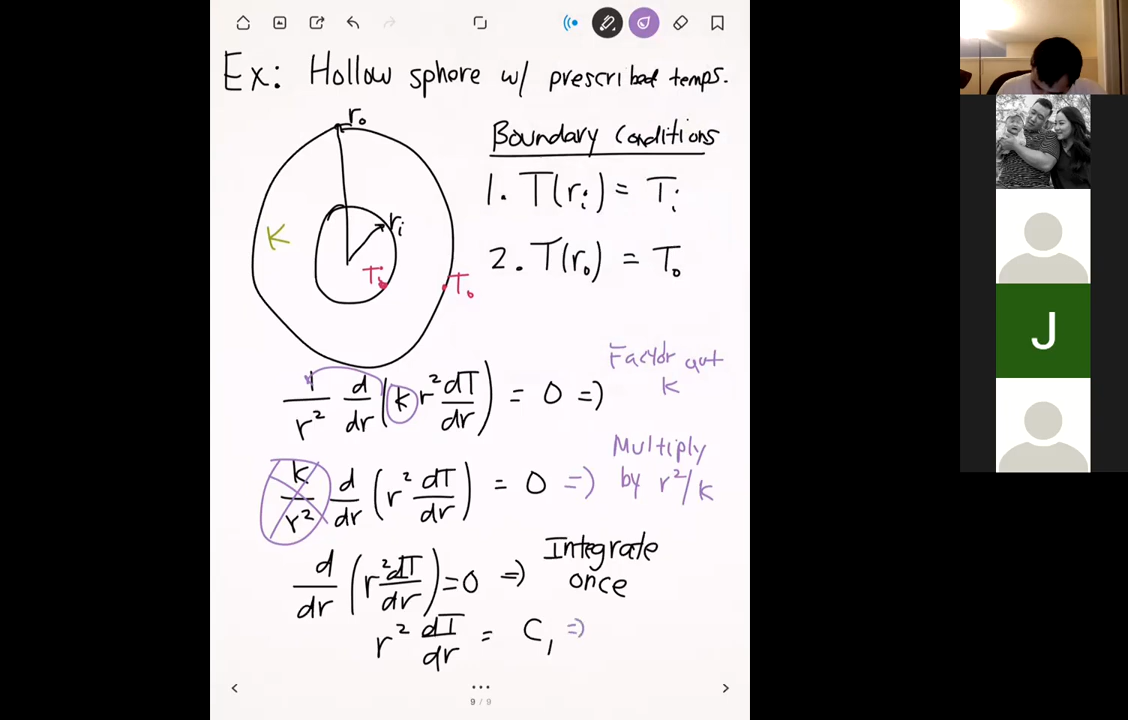 Ex: Hollow sphere w/ prescribed temps.
r₀
Boundary Conditions
1. T(rᵢ) = Tᵢ
rᵢ
K
2. T(r₀) = T₀
Tᵢ
T₀
1/r² d/dr (k r² dT/dr) = 0 =>
Factor out
K
k/r² d/dr (r² dT/dr) = 0 =>
Multiply
by r²/k
d/dr (r² dT/dr) = 0 =>
Integrate
once
r² dT/dr = C₁ =>
9 / 9
J